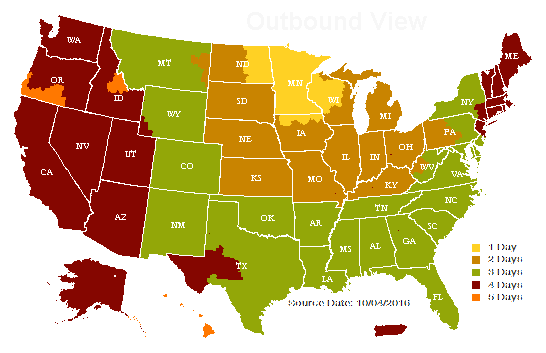 Outbound View
WA
ME
MT
ND
OR
MN
ID
WI
SD
NY
WY
MI
IA
PA
NE
NV
OH
UT
IL
IN
WV
CA
CO
VA
KS
MO
KY
NC
TN
OK
AZ
NM
AR
SC
MS
AL
GA
1 Day
2 Days
TX
3 Days
LA
4 Days
FL
5 Days
Source Date: 10/04/2016